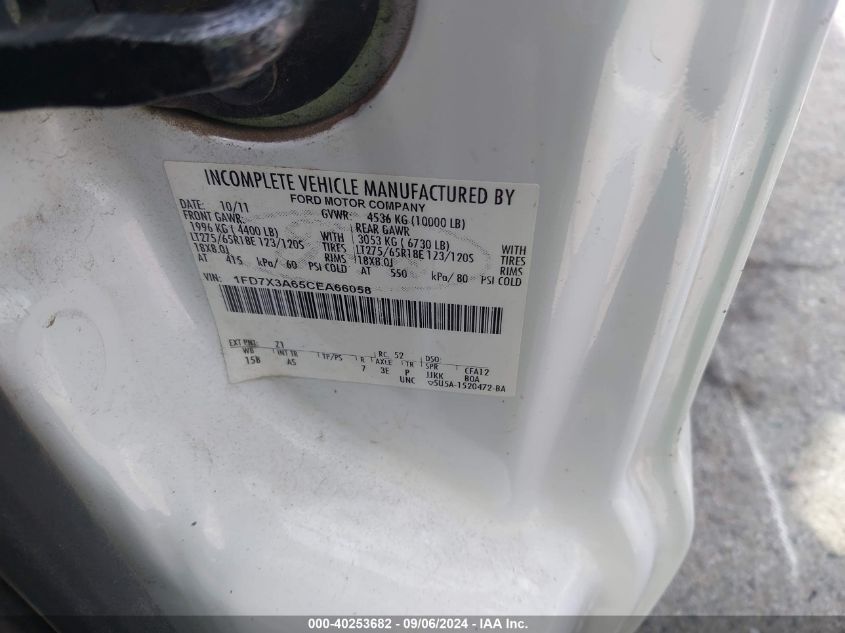 INCOMPLETE VEHICLE MANUFACTURED BY
FORD MOTOR COMPANY
DATE: 10/11 GVWR: 4536 KG (10000 LB)
FRONT GAWR: REAR GAWR
1996 KG ( 4400 LB) WITH 3053 KG ( 6730 LB) WITH
LT275/65R18E 123/120S TIRES LT275/65R18E 123/120S TIRES
18X8.0J RIMS 18X8.0J RIMS
AT 415 kPa/ 60 PSI COLD AT 550 kPa/ 80 PSI COLD
VIN: 1FD7X3A65CEA66058
EXT PNT: Z1 RC: 52 DSO:
WB INT TR TP/PS R AXLE TR SPR CFA12
158 AS 7 3E P JJKK BOA
UNC 5U5A-1520472-BA
000-40253682 - 09/06/2024 - IAA, Inc.